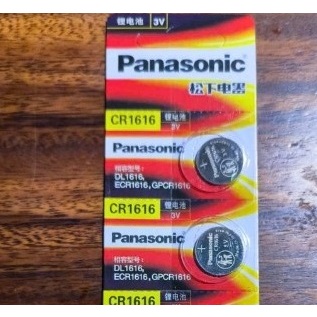 锂电池 3V
Panasonic
松下电器
CR1616 锂电池 3V
Panasonic
相容型号:
DL1616,
ECR1616, GPCR1616
CR1616 锂电池 3V
Panasonic
相容型号:
DL1616,
ECR1616, GPCR1616
CR1616 锂电池